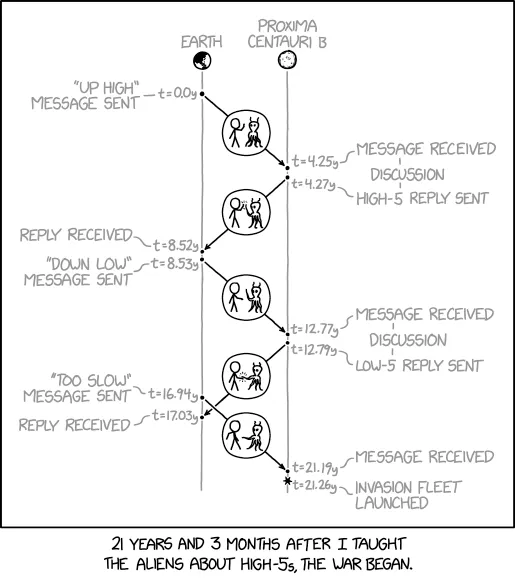 EARTH
PROXIMA
CENTAURI B
"UP HIGH"
MESSAGE SENT
t=0.0y
t=4.25y
MESSAGE RECEIVED
DISCUSSION
t=4.27y
HIGH-5 REPLY SENT
REPLY RECEIVED
t=8.52y
"DOWN LOW"
MESSAGE SENT
t=8.53y
t=12.77y
MESSAGE RECEIVED
DISCUSSION
t=12.79y
LOW-5 REPLY SENT
"TOO SLOW"
MESSAGE SENT
t=16.94y
REPLY RECEIVED
t=17.03y
t=21.19y
MESSAGE RECEIVED
t=21.26y
INVASION FLEET
LAUNCHED
21 YEARS AND 3 MONTHS AFTER I TAUGHT
THE ALIENS ABOUT HIGH-5s, THE WAR BEGAN.